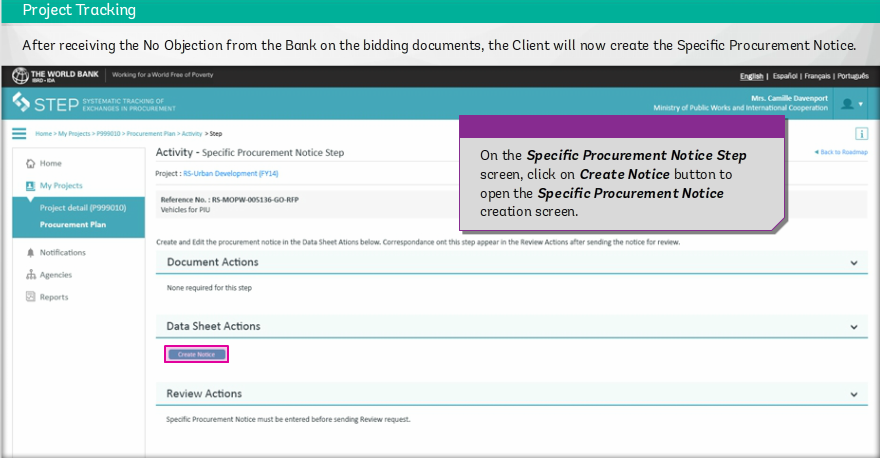 Project Tracking
After receiving the No Objection from the Bank on the bidding documents, the Client will now create the Specific Procurement Notice.
THE WORLD BANK
IBRD • IDA
Working for a World Free of Poverty
English | Español | Français | Português
STEP SYSTEMATIC TRACKING OF
EXCHANGES IN PROCUREMENT
Mrs. Camille Davenport
Ministry of Public Works and International Cooperation
Home > My Projects > P999010 > Procurement Plan > Activity > Step
Home
My Projects
Project detail (P999010)
Procurement Plan
Notifications
Agencies
Reports
Activity - Specific Procurement Notice Step
Back to Roadmap
Project : RS-Urban Development (FY14)
Reference No. : RS-MOPW-005136-GO-RFP
Vehicles for PIU
On the Specific Procurement Notice Step
screen, click on Create Notice button to
open the Specific Procurement Notice
creation screen.
Create and Edit the procurement notice in the Data Sheet Ations below. Correspondance ont this step appear in the Review Actions after sending the notice for review.
Document Actions
None required for this step
Data Sheet Actions
Create Notice
Review Actions
Specific Procurement Notice must be entered before sending Review request.